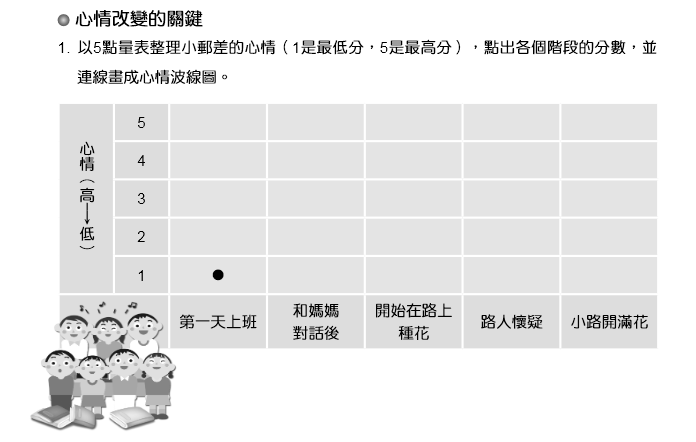 心情改變的關鍵
1. 以5點量表整理小郵差的心情（1是最低分，5是最高分），點出各個階段的分數，並
連線畫成心情波線圖。
心情（高→低）
5
4
3
2
1
第一天上班
和媽媽
對話後
開始在路上
種花
路人懷疑
小路開滿花